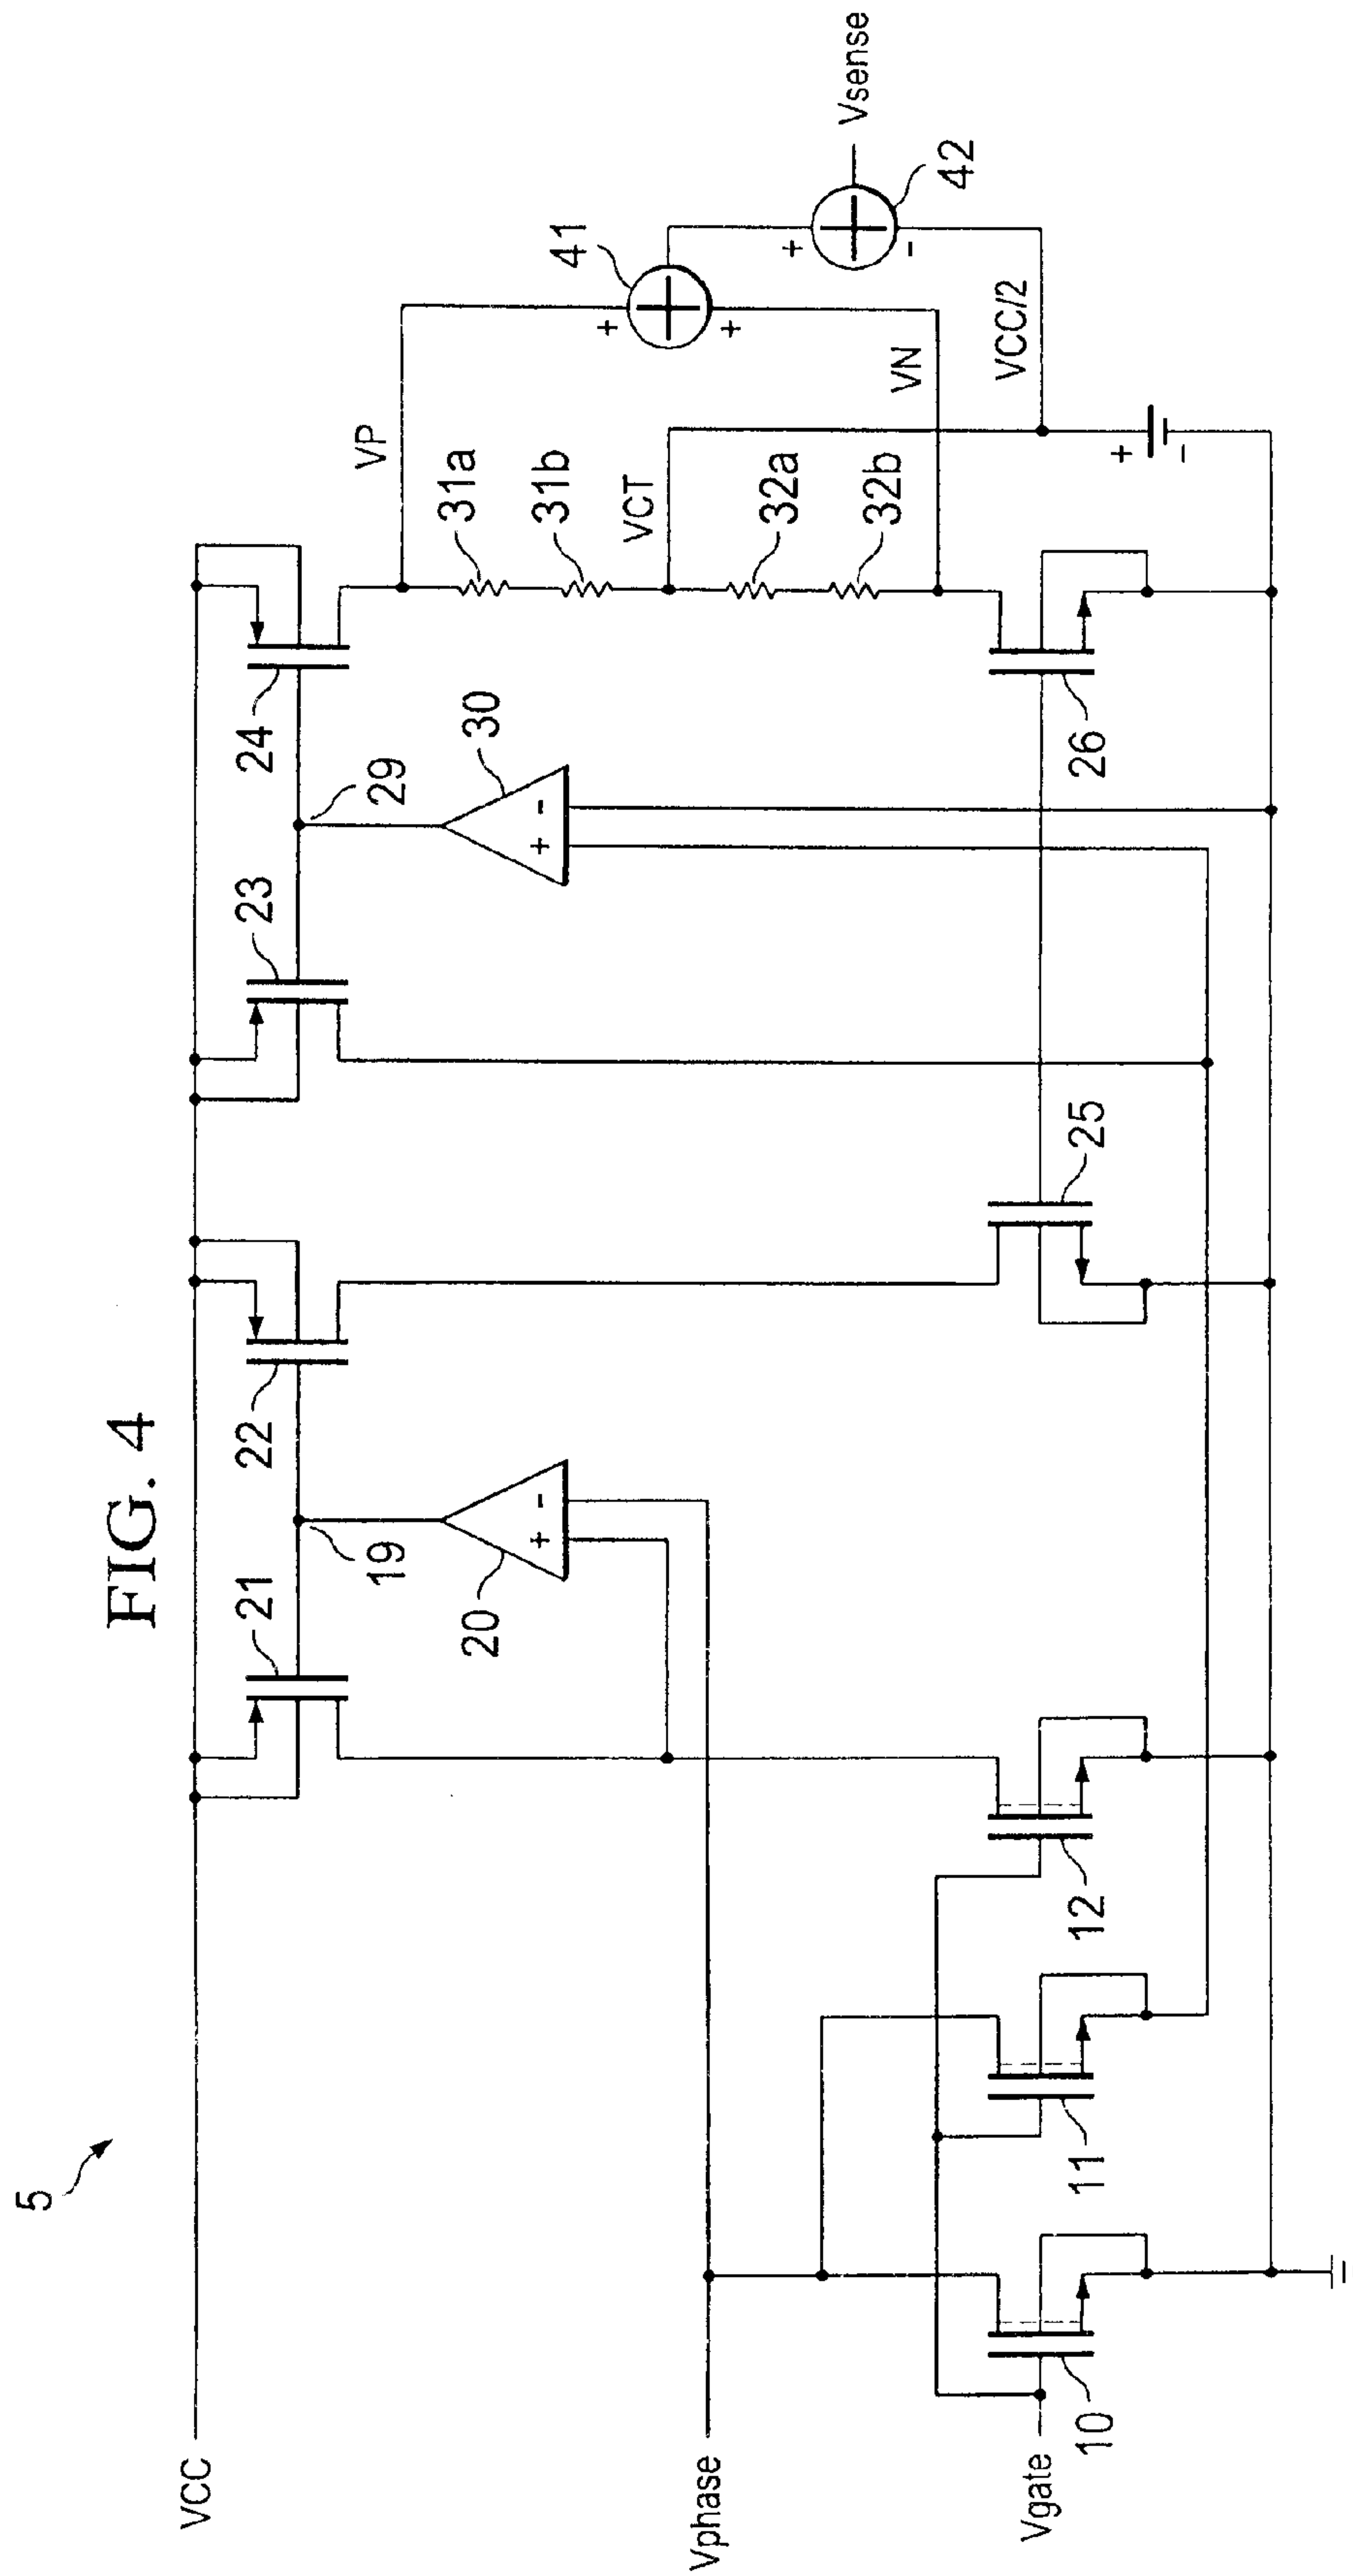 FIG. 4
5
VCC
Vphase
Vgate
21
22
23
24
19
29
20
+ -
30
+ -
10
11
12
25
26
VP
31a
31b
VCT
32a
32b
VN
VCC/2
41
+
+
42
+
-
Vsense
+
-